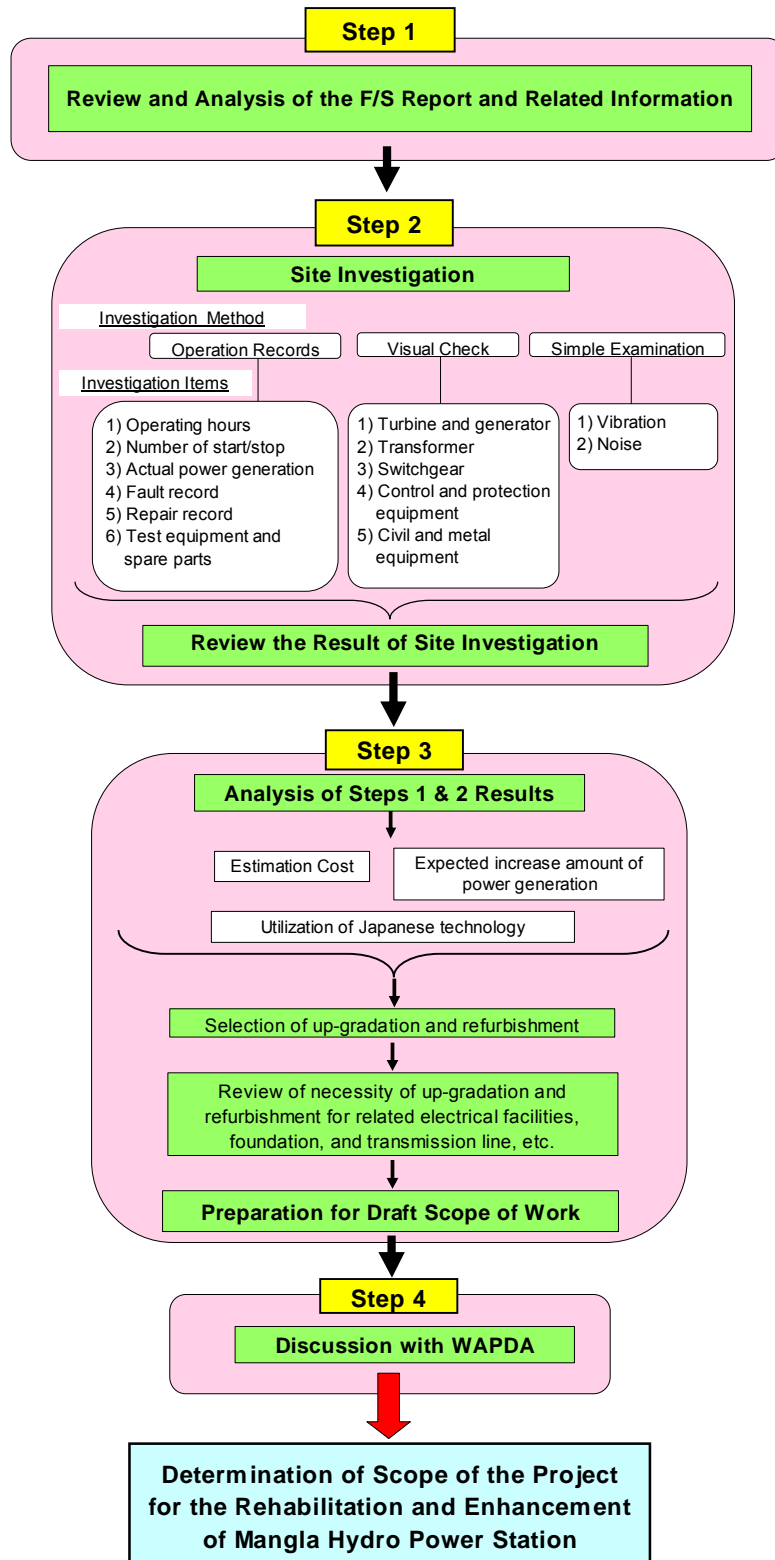 Step 1
Review and Analysis of the F/S Report and Related Information
Step 2
Site Investigation
Investigation Method
Operation Records
Visual Check
Simple Examination
Investigation Items
1) Operating hours
2) Number of start/stop
3) Actual power generation
4) Fault record
5) Repair record
6) Test equipment and
spare parts
1) Turbine and generator
2) Transformer
3) Switchgear
4) Control and protection
equipment
5) Civil and metal
equipment
1) Vibration
2) Noise
Review the Result of Site Investigation
Step 3
Analysis of Steps 1 & 2 Results
Estimation Cost
Expected increase amount of
power generation
Utilization of Japanese technology
Selection of up-gradation and refurbishment
Review of necessity of up-gradation and
refurbishment for related electrical facilities,
foundation, and transmission line, etc.
Preparation for Draft Scope of Work
Step 4
Discussion with WAPDA
Determination of Scope of the Project
for the Rehabilitation and Enhancement
of Mangla Hydro Power Station